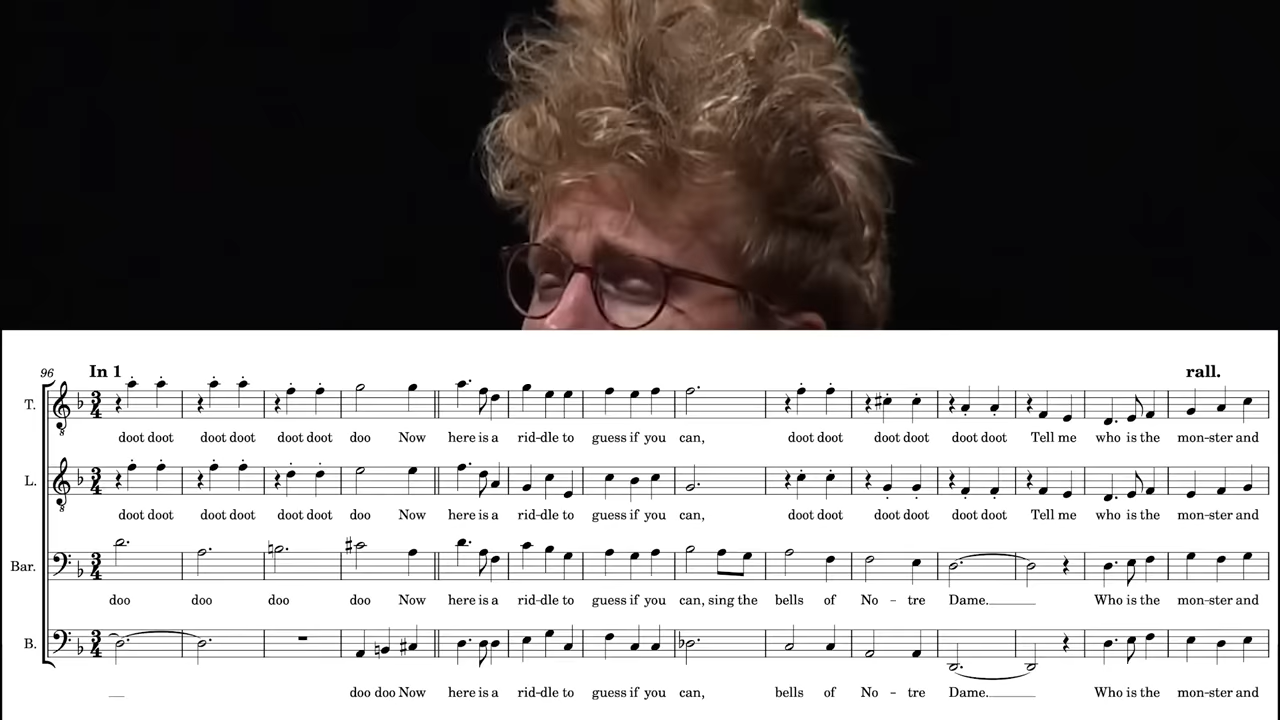 96 In 1 rall.
T.
doot doot doot doot doot doot doo Now here is a rid-dle to guess if you can, doot doot doot doot doot doot Tell me who is the mon-ster and
L.
doot doot doot doot doot doot doo Now here is a rid-dle to guess if you can, doot doot doot doot doot doot Tell me who is the mon-ster and
Bar.
doo doo doo doo Now here is a rid-dle to guess if you can, sing the bells of No - tre Dame. Who is the mon-ster and
B.
doo doo Now here is a rid-dle to guess if you can, bells of No - tre Dame. Who is the mon-ster and